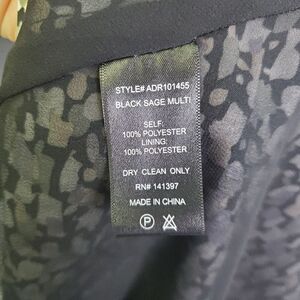 STYLE# ADR101455
BLACK SAGE MULTI
SELF:
100% POLYESTER
LINING:
100% POLYESTER
DRY CLEAN ONLY
RN# 141397
MADE IN CHINA
P